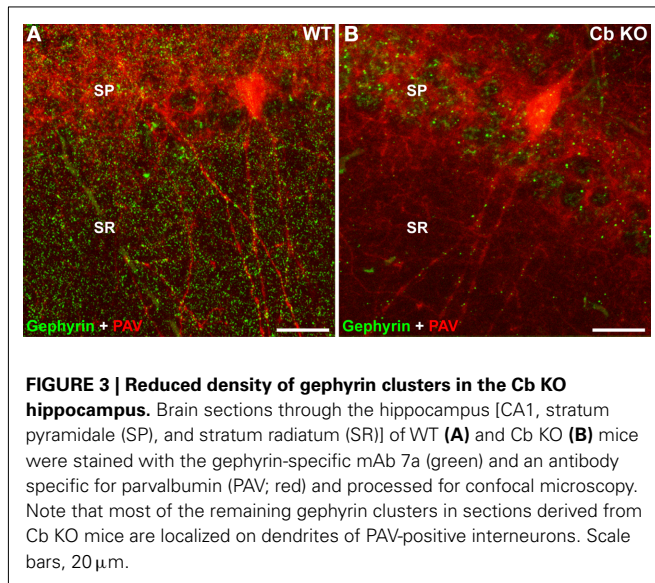 A
WT
B
Cb KO
SP
SP
SR
SR
Gephyrin + PAV
Gephyrin + PAV
FIGURE 3 | Reduced density of gephyrin clusters in the Cb KO
hippocampus. Brain sections through the hippocampus [CA1, stratum
pyramidale (SP), and stratum radiatum (SR)] of WT (A) and Cb KO (B) mice
were stained with the gephyrin-specific mAb 7a (green) and an antibody
specific for parvalbumin (PAV; red) and processed for confocal microscopy.
Note that most of the remaining gephyrin clusters in sections derived from
Cb KO mice are localized on dendrites of PAV-positive interneurons. Scale
bars, 20 μm.